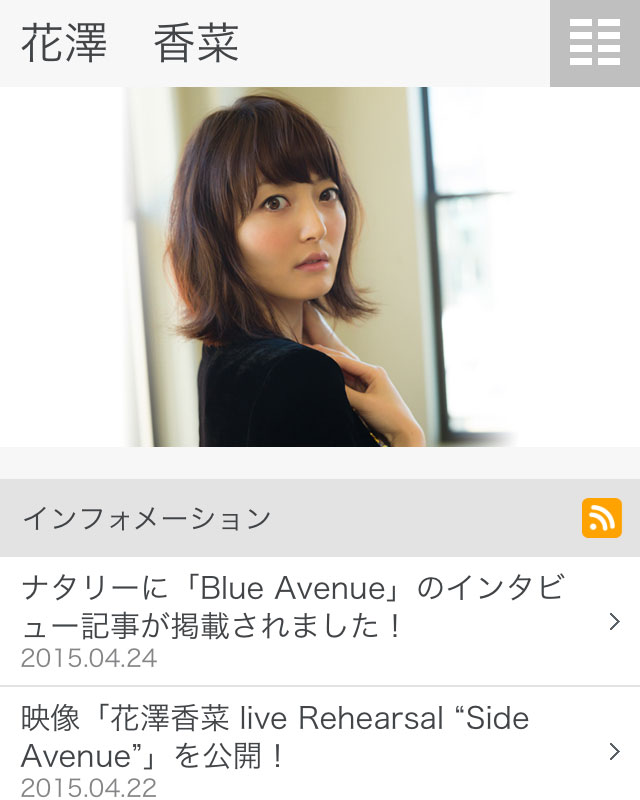 花澤　香菜
インフォメーション
ナタリーに「Blue Avenue」のインタビ
ュー記事が掲載されました！
2015.04.24
映像「花澤香菜 live Rehearsal “Side
Avenue”」を公開！
2015.04.22